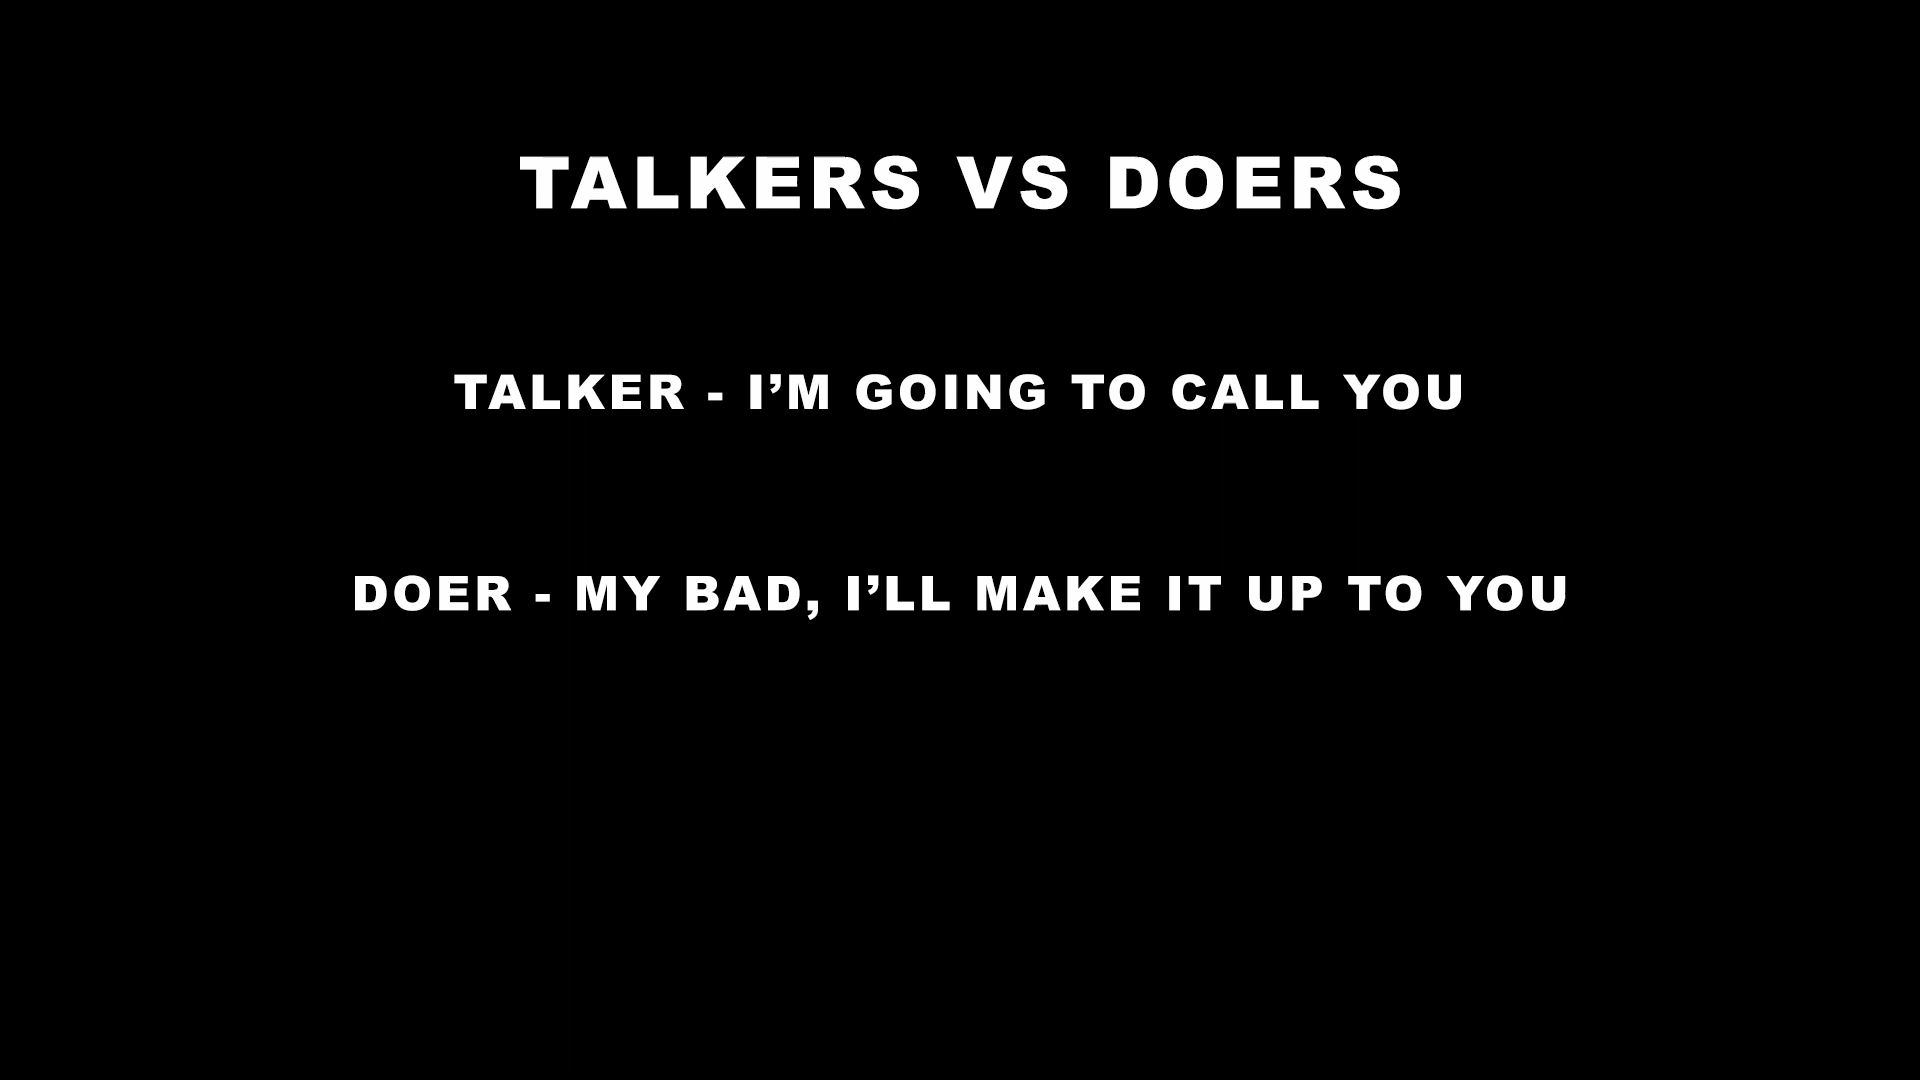 TALKERS VS DOERS
TALKER - I’M GOING TO CALL YOU
DOER - MY BAD, I’LL MAKE IT UP TO YOU